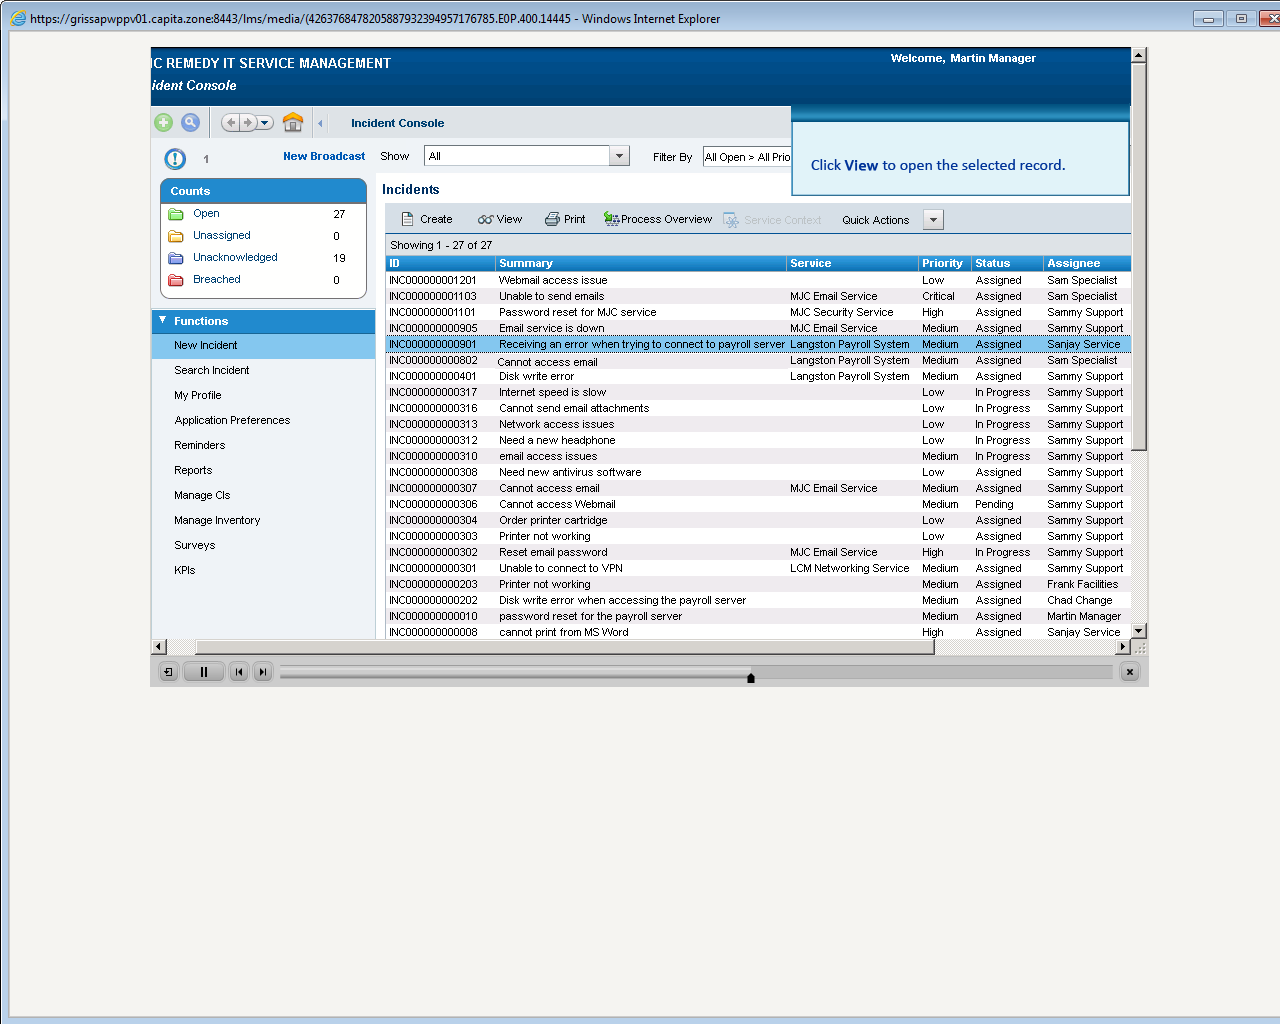 https://grissapwppv01.capita.zone:8443/lms/media/(4263768478205887932394957176785.E0P.400.14445 - Windows Internet Explorer
IC REMEDY IT SERVICE MANAGEMENT
Welcome, Martin Manager
ident Console
Incident Console
Click View to open the selected record.
1
New Broadcast
Show
All
Filter By
All Open > All Prio
Counts
Open 27
Unassigned 0
Unacknowledged 19
Breached 0
Functions
New Incident
Search Incident
My Profile
Application Preferences
Reminders
Reports
Manage CIs
Manage Inventory
Surveys
KPIs
Incidents
Create View Print Process Overview Service Context Quick Actions
Showing 1 - 27 of 27
ID Summary Service Priority Status Assignee
INC000000001201 Webmail access issue Low Assigned Sam Specialist
INC000000001103 Unable to send emails MJC Email Service Critical Assigned Sam Specialist
INC000000001101 Password reset for MJC service MJC Security Service High Assigned Sammy Support
INC000000000905 Email service is down MJC Email Service Medium Assigned Sammy Support
INC000000000901 Receiving an error when trying to connect to payroll server Langston Payroll System Medium Assigned Sanjay Service
INC000000000802 Cannot access email Langston Payroll System Medium Assigned Sam Specialist
INC000000000401 Disk write error Langston Payroll System Medium Assigned Sammy Support
INC000000000317 Internet speed is slow Low In Progress Sammy Support
INC000000000316 Cannot send email attachments Low In Progress Sammy Support
INC000000000313 Network access issues Low In Progress Sammy Support
INC000000000312 Need a new headphone Low In Progress Sammy Support
INC000000000310 email access issues Medium In Progress Sammy Support
INC000000000308 Need new antivirus software Low Assigned Sammy Support
INC000000000307 Cannot access email MJC Email Service Medium Assigned Sammy Support
INC000000000306 Cannot access Webmail Medium Pending Sammy Support
INC000000000304 Order printer cartridge Low Assigned Sammy Support
INC000000000303 Printer not working Low Assigned Sammy Support
INC000000000302 Reset email password MJC Email Service High In Progress Sammy Support
INC000000000301 Unable to connect to VPN LCM Networking Service Medium Assigned Sammy Support
INC000000000203 Printer not working Medium Assigned Frank Facilities
INC000000000202 Disk write error when accessing the payroll server Medium Assigned Chad Change
INC000000000010 password reset for the payroll server Medium Assigned Martin Manager
INC000000000008 cannot print from MS Word High Assigned Sanjay Service